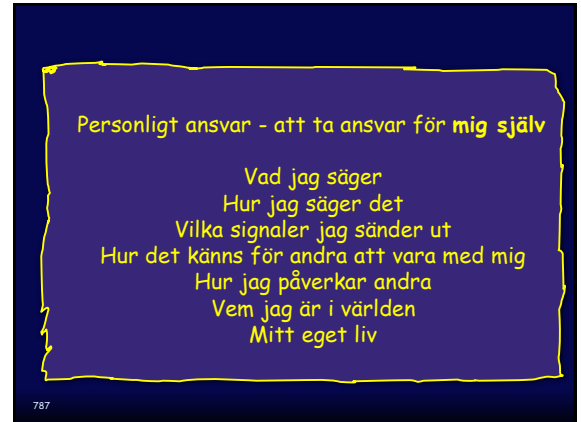 Personligt ansvar - att ta ansvar för mig själv
Vad jag säger
Hur jag säger det
Vilka signaler jag sänder ut
Hur det känns för andra att vara med mig
Hur jag påverkar andra
Vem jag är i världen
Mitt eget liv
787